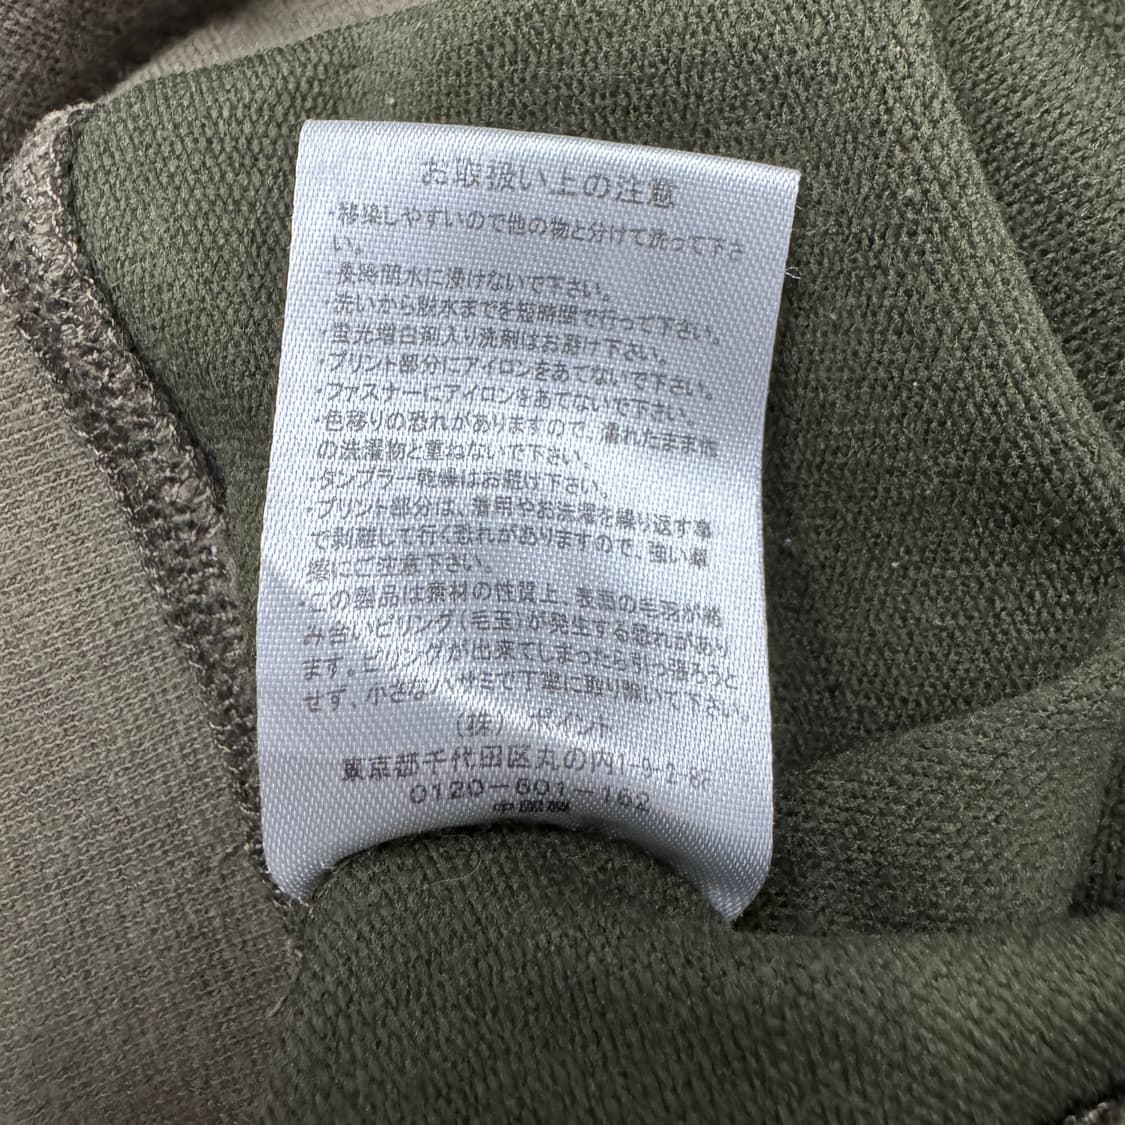 お取扱い上の注意
・移染しやすいので他の物と分けて洗って下さ
い。
・長時間水に浸けないで下さい。
・洗いから脱水までを短時間で行って下さい。
・蛍光増白剤入り洗剤はお避け下さい。
・プリント部分にアイロンをあてないで下さい。
・ファスナーにアイロンをあてないで下さい。
・色移りの恐れがありますので、濡れたまま他
の洗濯物と重ねないで下さい。
・タンブラー乾燥はお避け下さい。
・プリント部分は、着用やお洗濯を繰り返す事
で剥離して行く恐れがありますので、強い摩
擦にご注意下さい。
・この製品は素材の性質上、表面の毛羽が絡
み合いピリング(毛玉)が発生する恐れがあり
ます。ピリングが出来てしまったら引っ張ろうと
せず、小さなハサミで丁寧に取り除いて下さい。
(株) ポイント
東京都千代田区丸の内1-9-2-8F
0120-601-162
中国製